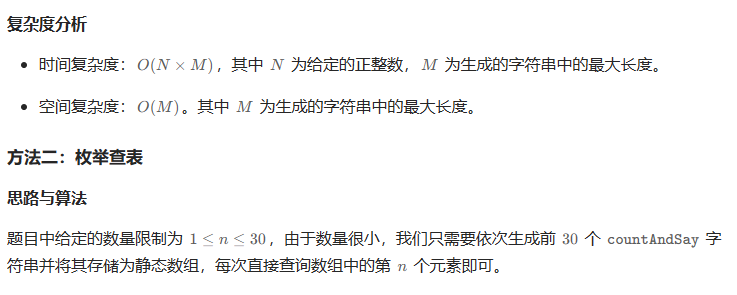 复杂度分析
• 时间复杂度：O(N × M)，其中 N 为给定的正整数，M 为生成的字符串中的最大长度。
• 空间复杂度：O(M)。其中 M 为生成的字符串中的最大长度。
方法二：枚举查表
思路与算法
题目中给定的数量限制为 1 ≤ n ≤ 30，由于数量很小，我们只需要依次生成前 30 个 countAndSay 字
符串并将其存储为静态数组，每次直接查询数组中的第 n 个元素即可。